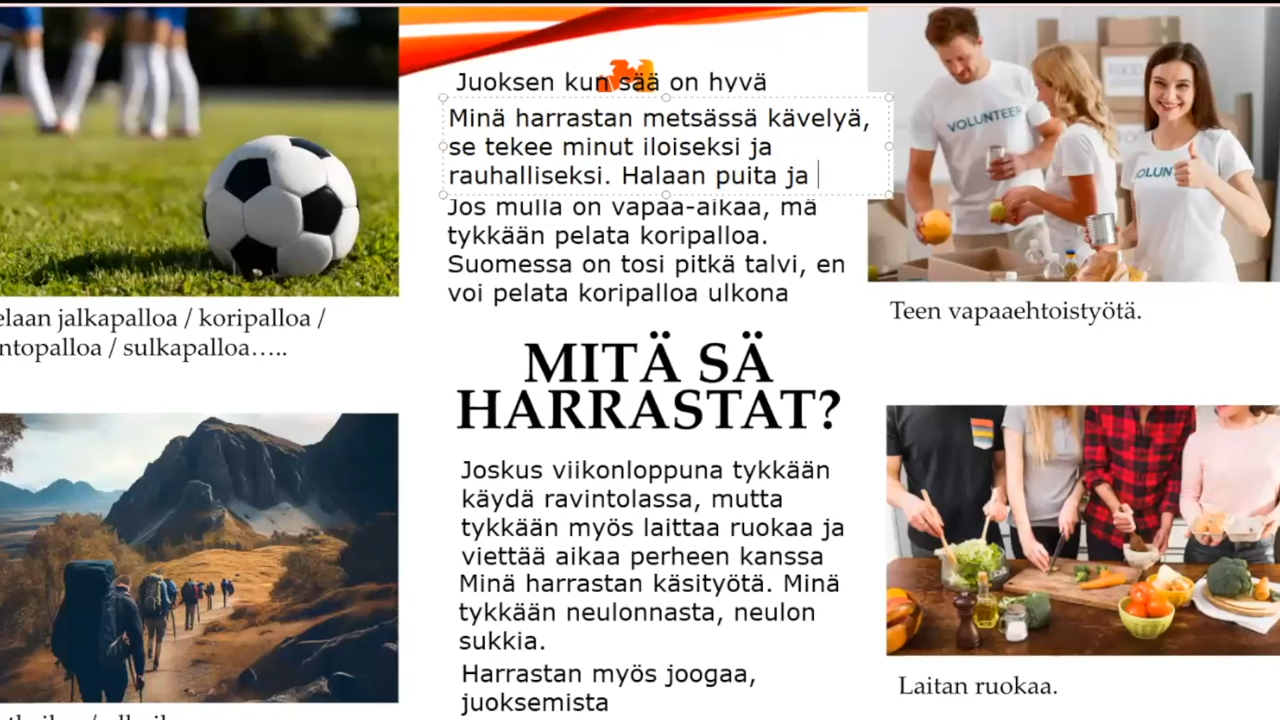 Juoksen kun sää on hyvä
Minä harrastan metsässä kävelyä,
se tekee minut iloiseksi ja
rauhalliseksi. Halaan puita ja
Jos mulla on vapaa-aikaa, mä
tykkään pelata koripalloa.
Suomessa on tosi pitkä talvi, en
voi pelata koripalloa ulkona
MITÄ SÄ
HARRASTAT?
Joskus viikonloppuna tykkään
käydä ravintolassa, mutta
tykkään myös laittaa ruokaa ja
viettää aikaa perheen kanssa
Minä harrastan käsityötä. Minä
tykkään neulonnasta, neulon
sukkia.
Harrastan myös joogaa,
juoksemista
elaan jalkapalloa / koripalloa /
ntopalloa / sulkapalloa…..
VOLUNTEER
OLUNT
Teen vapaaehtoistyötä.
Laitan ruokaa.